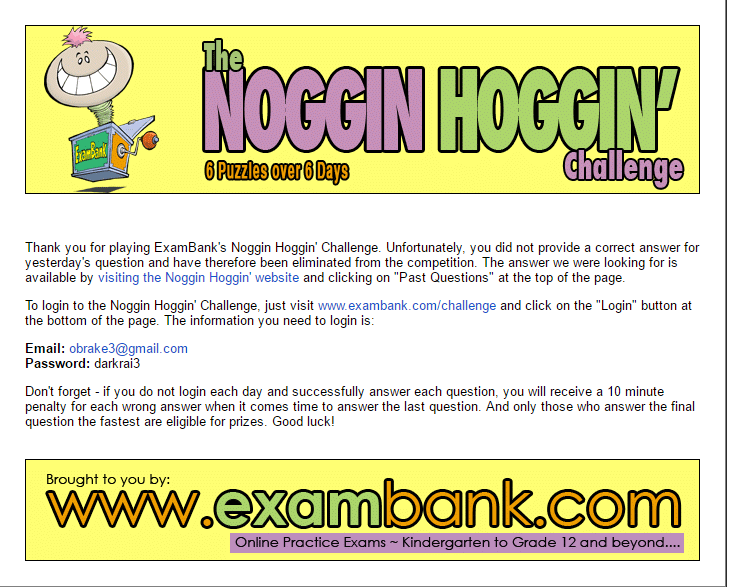 The
NOGGIN HOGGIN'
Challenge
6 Puzzles over 6 Days
ExamBank
Thank you for playing ExamBank's Noggin Hoggin' Challenge. Unfortunately, you did not provide a correct answer for
yesterday's question and have therefore been eliminated from the competition. The answer we were looking for is
available by visiting the Noggin Hoggin' website and clicking on "Past Questions" at the top of the page.
To login to the Noggin Hoggin' Challenge, just visit www.exambank.com/challenge and click on the "Login" button at
the bottom of the page. The information you need to login is:
Email: obrake3@gmail.com
Password: darkrai3
Don't forget - if you do not login each day and successfully answer each question, you will receive a 10 minute
penalty for each wrong answer when it comes time to answer the last question. And only those who answer the final
question the fastest are eligible for prizes. Good luck!
Brought to you by:
www.exambank.com
Online Practice Exams ~ Kindergarten to Grade 12 and beyond....